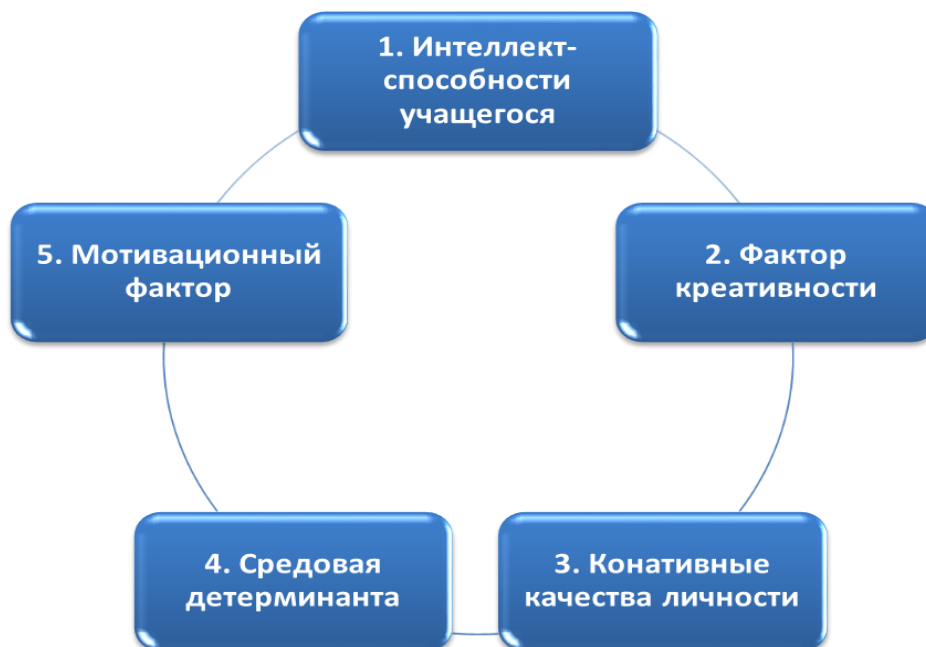 1. Интеллект-
способности
учащегося
2. Фактор
креативности
3. Конативные
качества личности
4. Средовая
детерминанта
5. Мотивационный
фактор